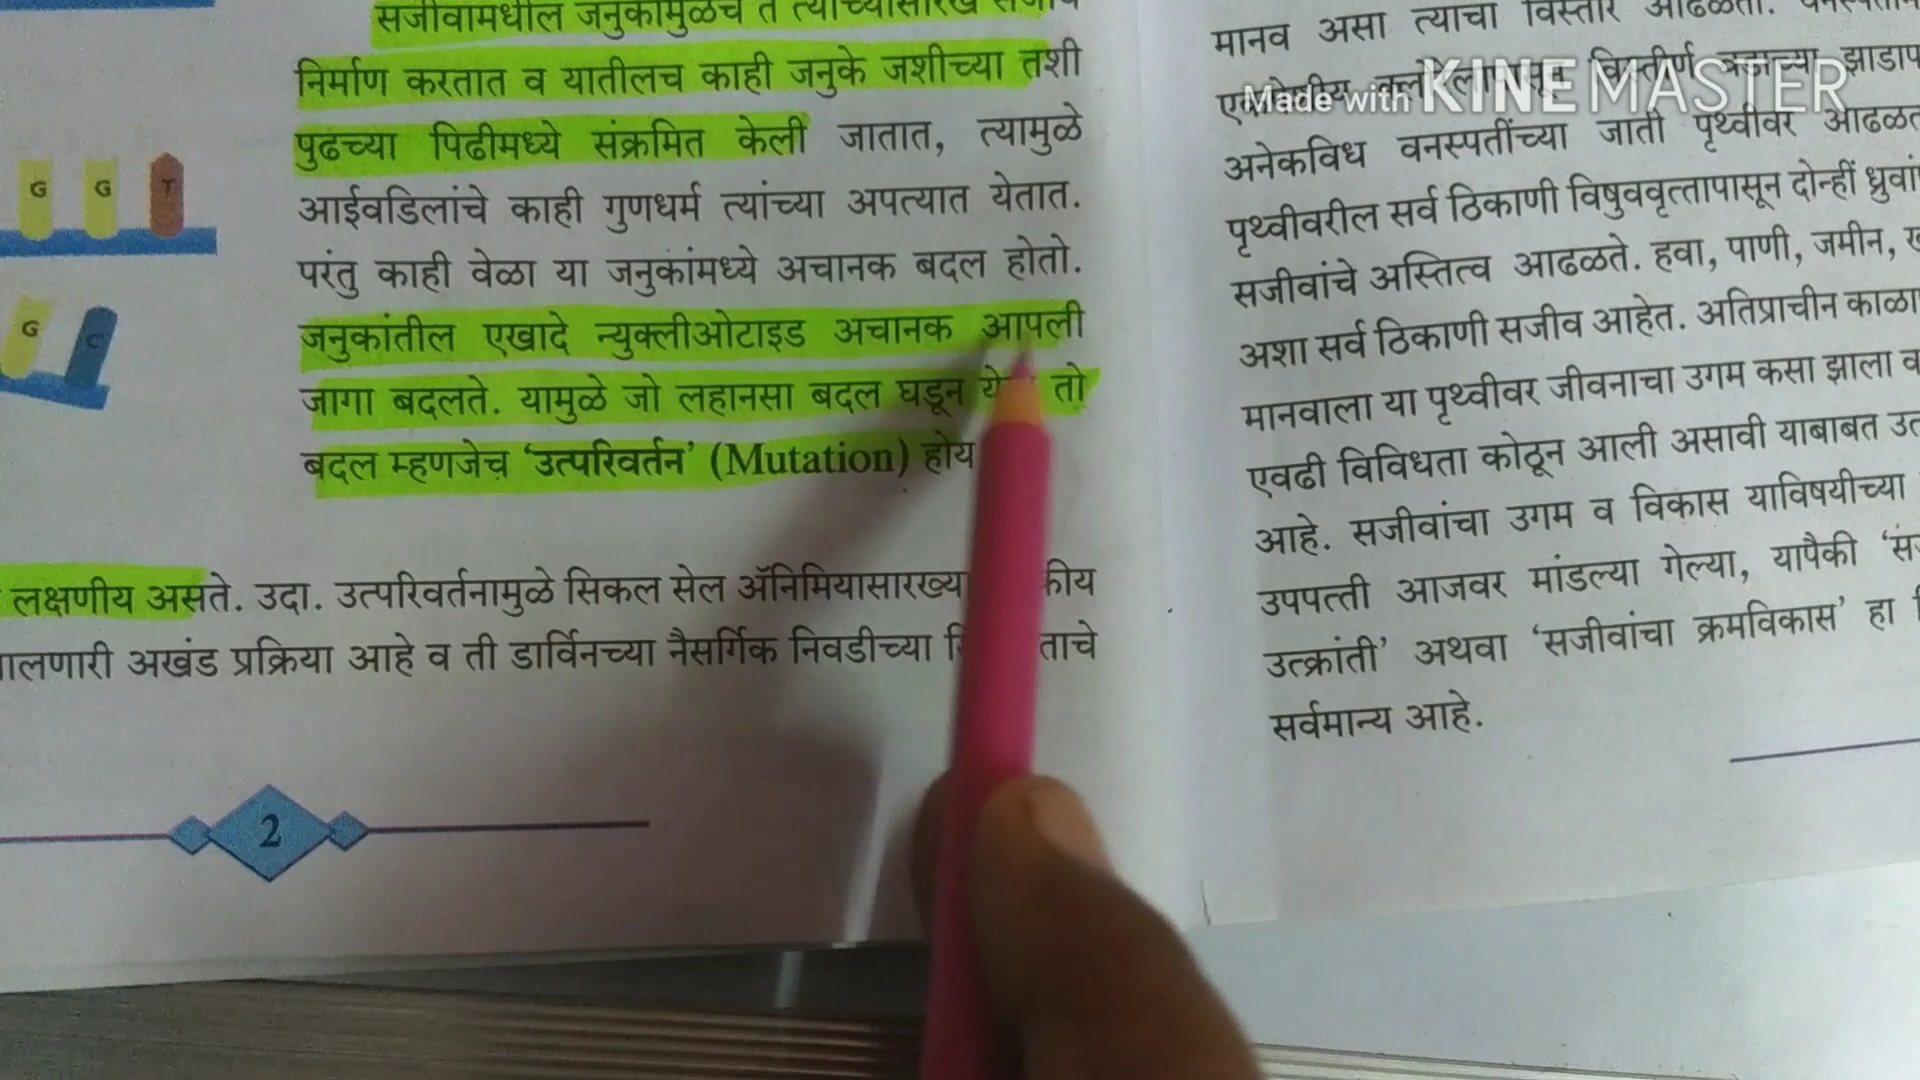 सजीवामधील जनुकांमुळेच ते त्यांच्यासारखे सजीव
निर्माण करतात व यातीलच काही जनुके जशीच्या तशी
पुढच्या पिढीमध्ये संक्रमित केली जातात, त्यामुळे
आईवडिलांचे काही गुणधर्म त्यांच्या अपत्यात येतात.
परंतु काही वेळा या जनुकांमध्ये अचानक बदल होतो.
जनुकांतील एखादे न्युक्लीओटाइड अचानक आपली
जागा बदलते. यामुळे जो लहानसा बदल घडून तो
बदल म्हणजेच ‘उत्परिवर्तन’ (Mutation) होय
लक्षणीय असते. उदा. उत्परिवर्तनामुळे सिकल सेल ॲनिमियासारख्या
अखंड प्रक्रिया आहे व ती डार्विनच्या नैसर्गिक निवडीच्या
2
G G T
G C
मानव असा त्याचा विस्तार आढळतो.
विस्तीर्ण वडाच्या
अनेकविध वनस्पतींच्या जाती पृथ्वीवर
पृथ्वीवरील सर्व ठिकाणी विषुववृत्तापासून दोन्हीं
सजीवांचे अस्तित्व आढळते. हवा, पाणी, जमीन,
अशा सर्व ठिकाणी सजीव आहेत. अतिप्राचीन
मानवाला या पृथ्वीवर जीवनाचा उगम कसा झाला व
एवढी विविधता कोठून आली असावी याबाबत
आहे. सजीवांचा उगम व विकास याविषयीच्या
उपपत्ती आजवर मांडल्या गेल्या, यापैकी
उत्क्रांती’ अथवा ‘सजीवांचा क्रमविकास’ हा
सर्वमान्य आहे.
Made with KINEMASTER